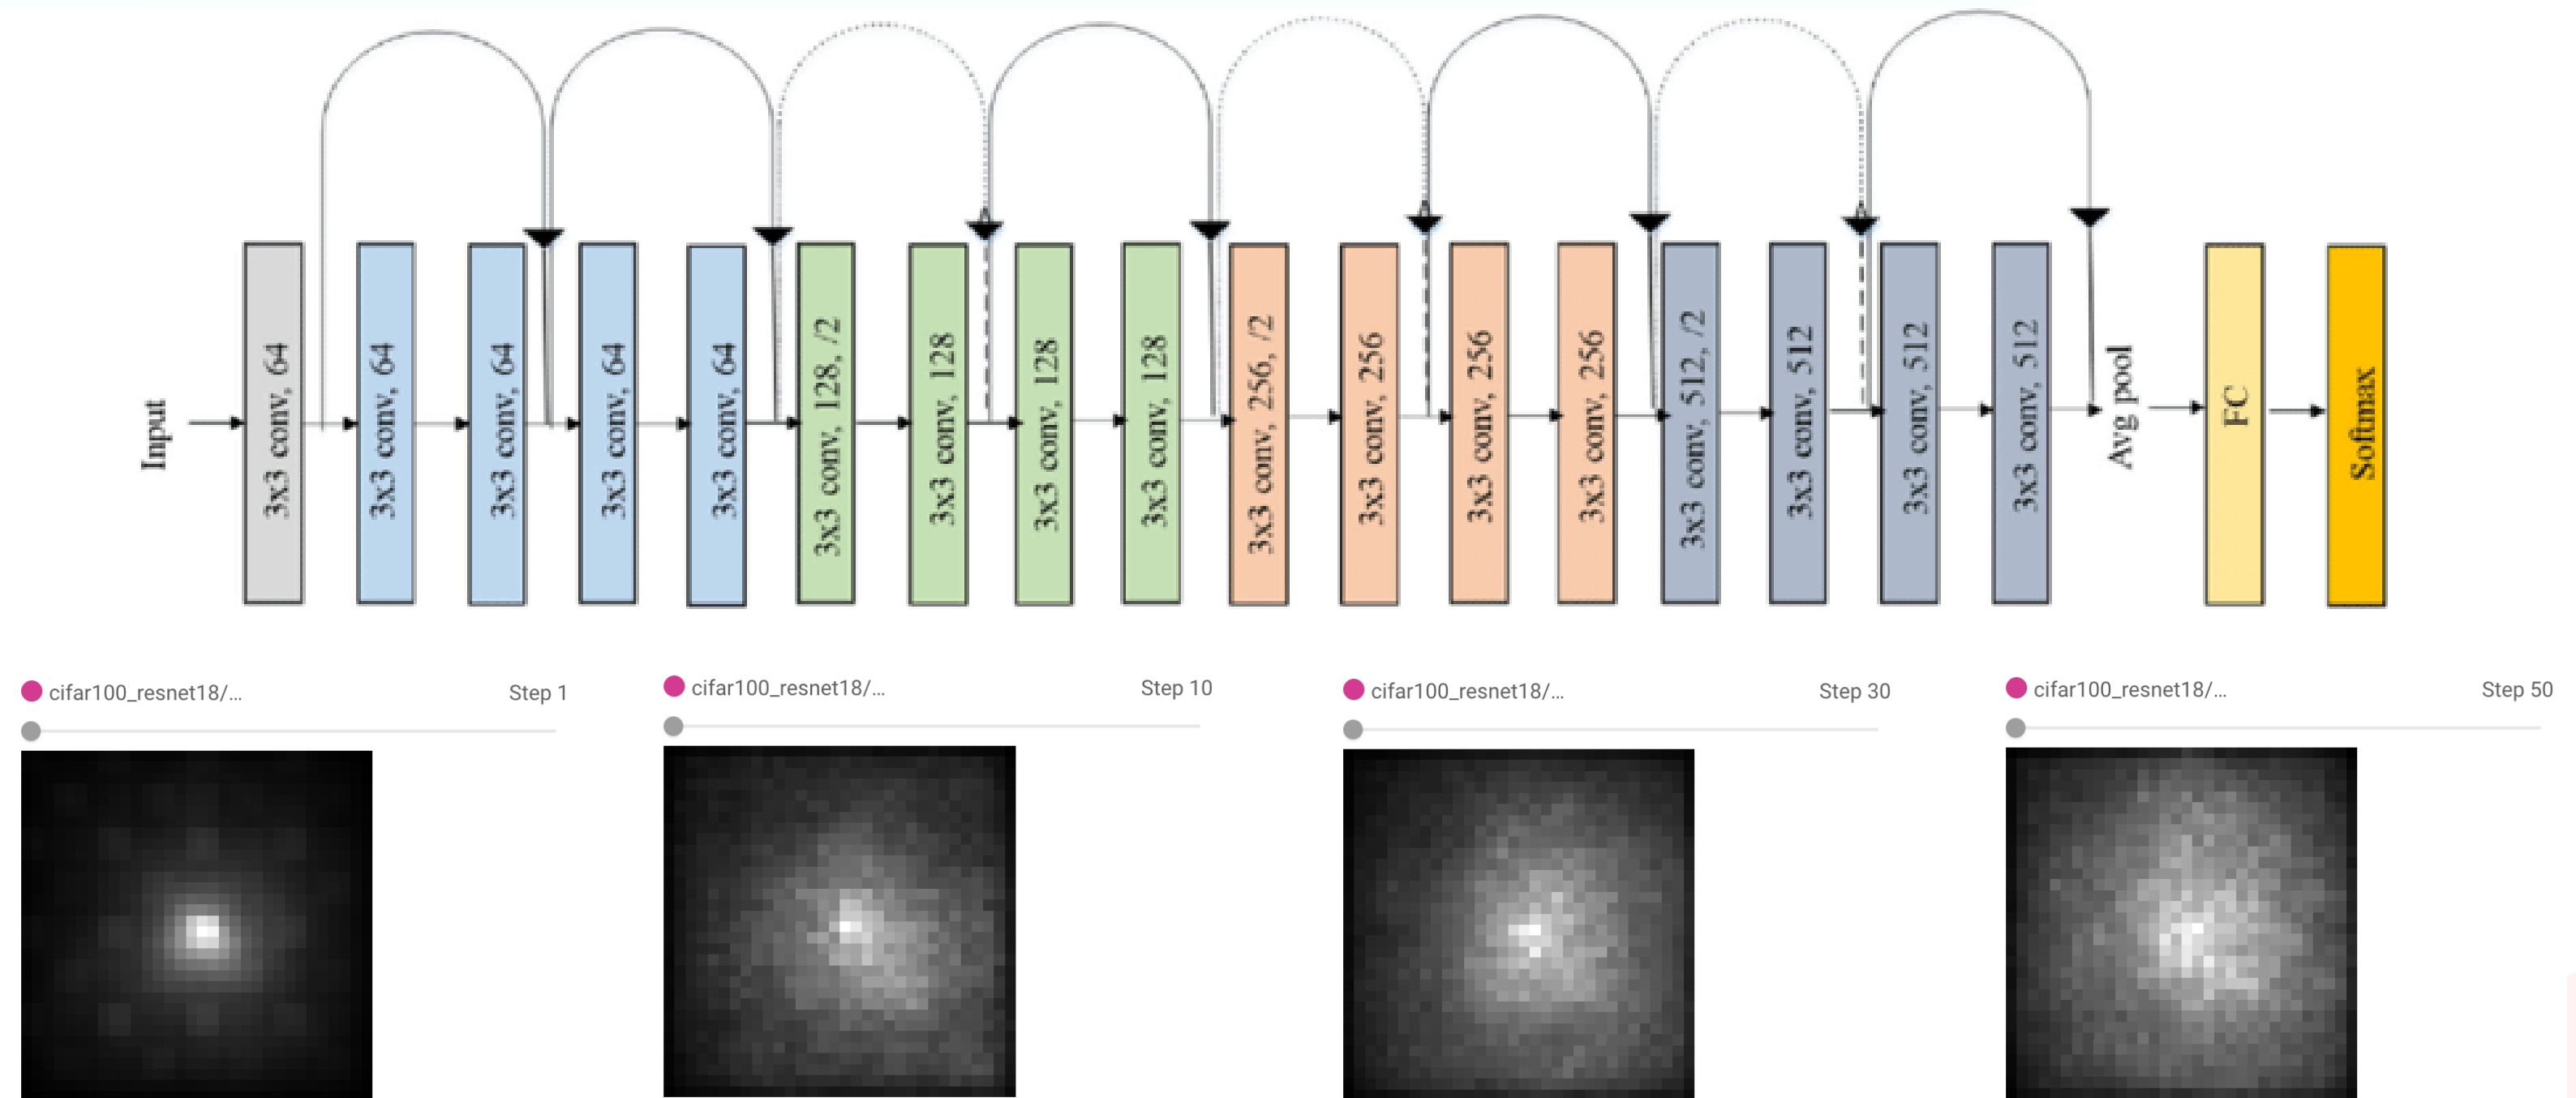 Input
3x3 conv, 64
3x3 conv, 64
3x3 conv, 64
3x3 conv, 64
3x3 conv, 64
3x3 conv, 128, /2
3x3 conv, 128
3x3 conv, 128
3x3 conv, 128
3x3 conv, 256, /2
3x3 conv, 256
3x3 conv, 256
3x3 conv, 256
3x3 conv, 512, /2
3x3 conv, 512
3x3 conv, 512
3x3 conv, 512
Avg pool
FC
Softmax
cifar100_resnet18/... Step 1
cifar100_resnet18/... Step 10
cifar100_resnet18/... Step 30
cifar100_resnet18/... Step 50